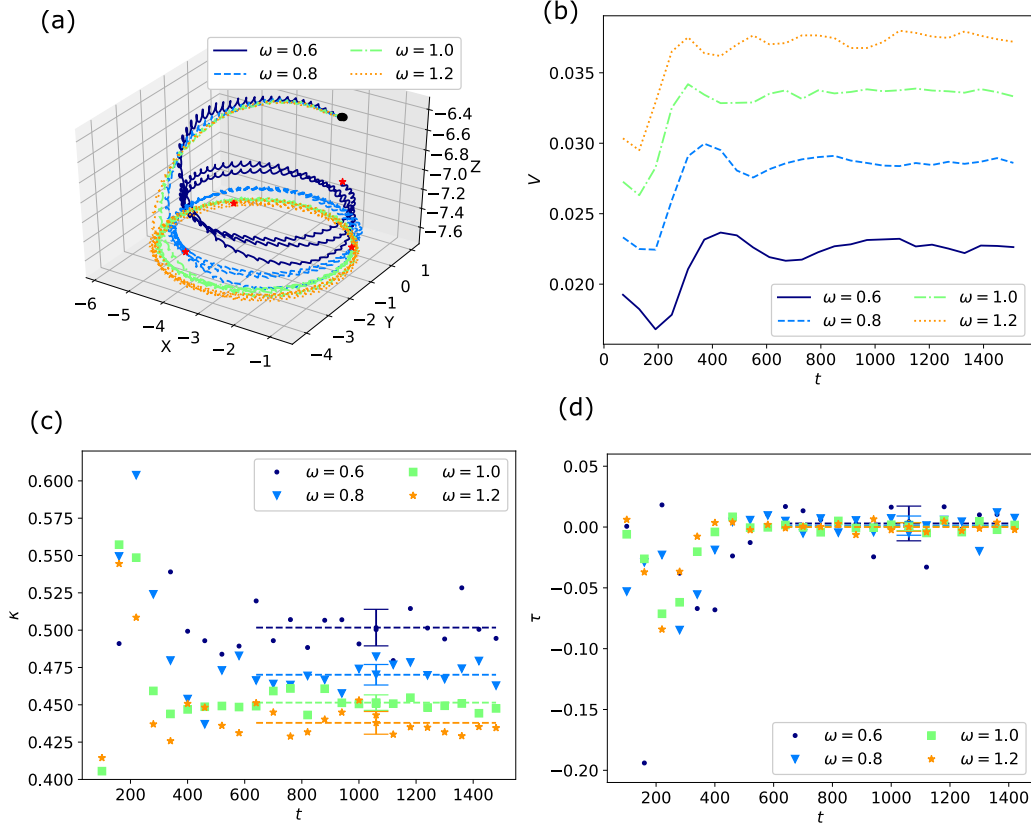 (a)
ω = 0.6
ω = 1.0
ω = 0.8
ω = 1.2
−6.4
−6.6
−6.8
−7.0
−7.2
−7.4
−7.6
Z
1
0
−1
−2
−3
−4
Y
−6
−5
−4
−3
−2
−1
X
(b)
0.035
0.030
0.025
0.020
V
ω = 0.6
ω = 1.0
ω = 0.8
ω = 1.2
0
200
400
600
800
1000
1200
1400
t
(c)
ω = 0.6
ω = 1.0
ω = 0.8
ω = 1.2
0.600
0.575
0.550
0.525
0.500
0.475
0.450
0.425
0.400
κ
200
400
600
800
1000
1200
1400
t
(d)
0.05
0.00
−0.05
−0.10
−0.15
−0.20
τ
ω = 0.6
ω = 1.0
ω = 0.8
ω = 1.2
200
400
600
800
1000
1200
1400
t